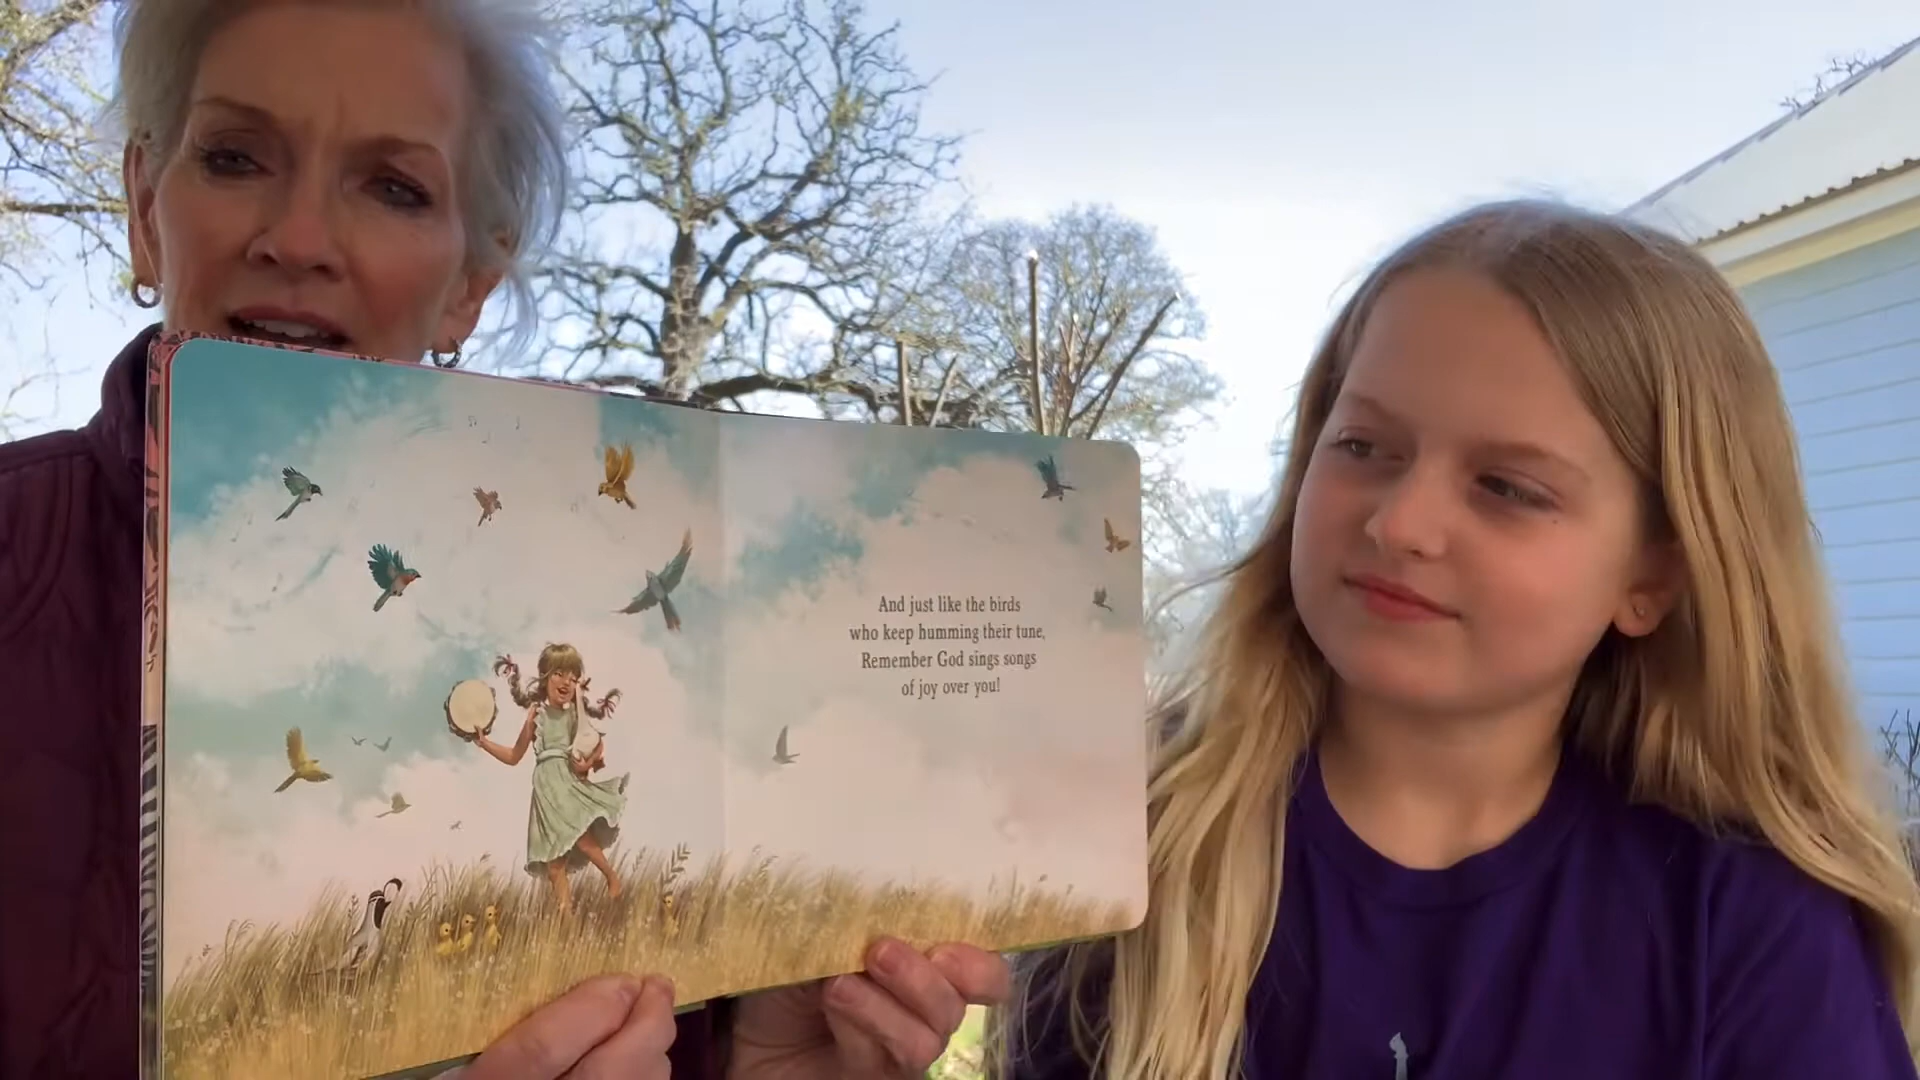 And just like the birds
who keep humming their tune,
Remember God sings songs
of joy over you!